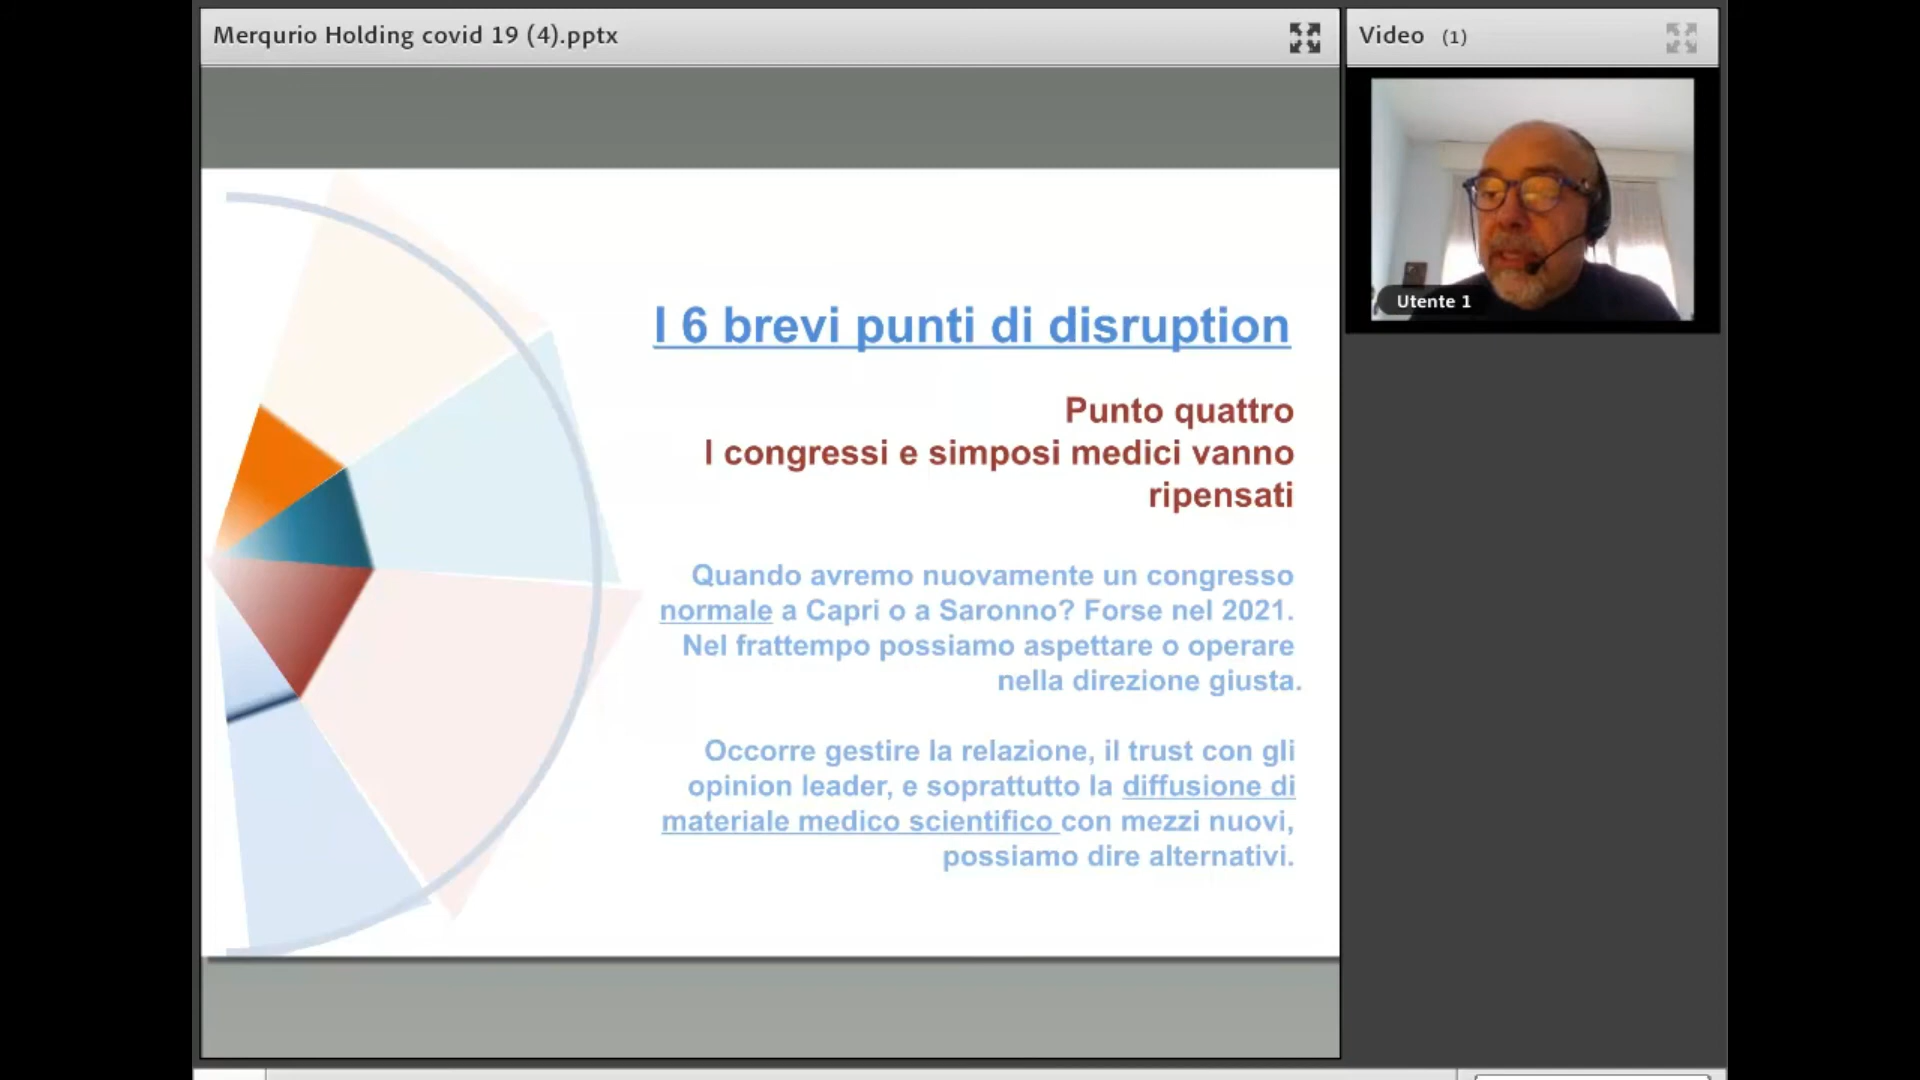 Merqurio Holding covid 19 (4).pptx
Video (1)
Utente 1
I 6 brevi punti di disruption
Punto quattro
I congressi e simposi medici vanno
ripensati
Quando avremo nuovamente un congresso
normale a Capri o a Saronno? Forse nel 2021.
Nel frattempo possiamo aspettare o operare
nella direzione giusta.
Occorre gestire la relazione, il trust con gli
opinion leader, e soprattutto la diffusione di
materiale medico scientifico con mezzi nuovi,
possiamo dire alternativi.